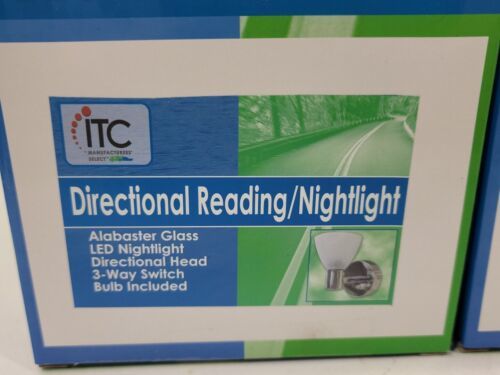 ITC
MANUFACTURERS'
SELECT
Directional Reading/Nightlight
Alabaster Glass
LED Nightlight
Directional Head
3-Way Switch
Bulb Included